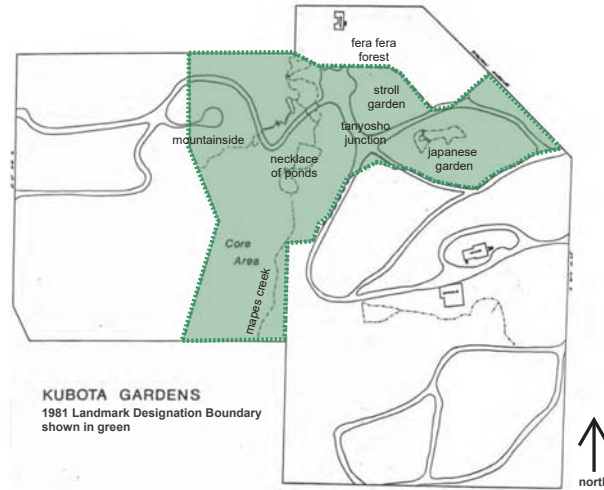 fera fera
forest
stroll
garden
tanyosho
junction
mountainside
necklace
of ponds
japanese
garden
Core
Area
mapes creek
KUBOTA GARDENS
1981 Landmark Designation Boundary
shown in green
north